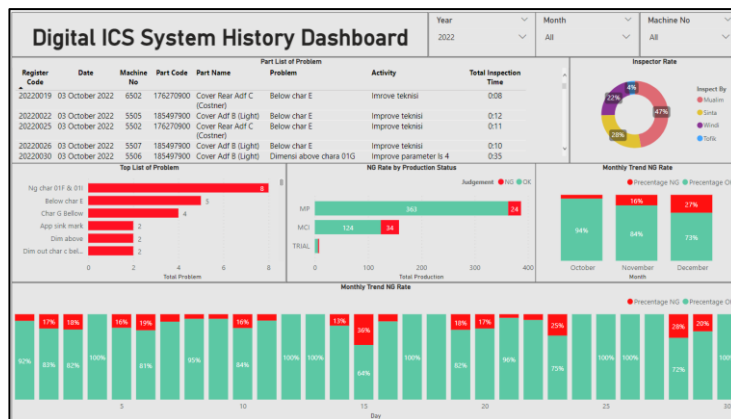 Digital ICS System History Dashboard
Year
2022
Month
All
Machine No
All
Part List of Problem
Register Code Date Machine No Part Code Part Name Problem Activity Total Inspection Time
20220019 03 October 2022 6502 176270900 Cover Rear Adf C (Costner) Below char E Imrove teknisi 0:08
20220022 03 October 2022 5505 185497900 Cover Adf B (Light) Below char E Improve teknisi 0:12
20220025 03 October 2022 5502 176270900 Cover Rear Adf C (Costner) Below char E Improve teknisi 0:11
20220026 03 October 2022 5507 185497900 Cover Adf B (Light) Below char E Improve teknisi 0:10
20220030 03 October 2022 5506 185497900 Cover Adf B (Light) Dimensi above chara 01G Improve parameter ls 4 0:35
Inspector Rate
4%
22%
47%
28%
Inspect By
Mualim
Sinta
Windi
Tofik
Top List of Problem
Ng char 01F & 01I 8
Below char E 5
Char G Bellow 4
App sink mark 2
Dim above 2
Dim out char c bel... 2
0 2 4 6 8
Total Problem
NG Rate by Production Status
Judgement NG OK
MP 363 24
MCI 124 34
TRIAL
0 100 200 300 400
Total Production
Monthly Trend NG Rate
Precentage NG Precentage OK
16% 27%
94% 84% 73%
October November December
Month
Monthly Trend NG Rate
Precentage NG Precentage OK
17% 18% 16% 19% 16% 13% 36% 18% 17% 25% 28% 20%
92% 83% 82% 100% 81% 95% 84% 100% 100% 64% 100% 82% 96% 75% 100% 100% 100% 72% 100%
5 10 15 20 25 30
Day